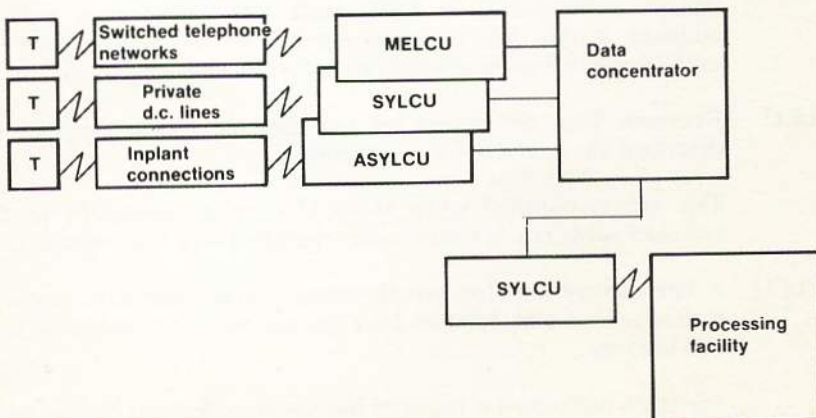 T
Switched telephone
networks
MELCU
Data
concentrator
T
Private
d.c. lines
SYLCU
T
Inplant
connections
ASYLCU
SYLCU
Processing
facility